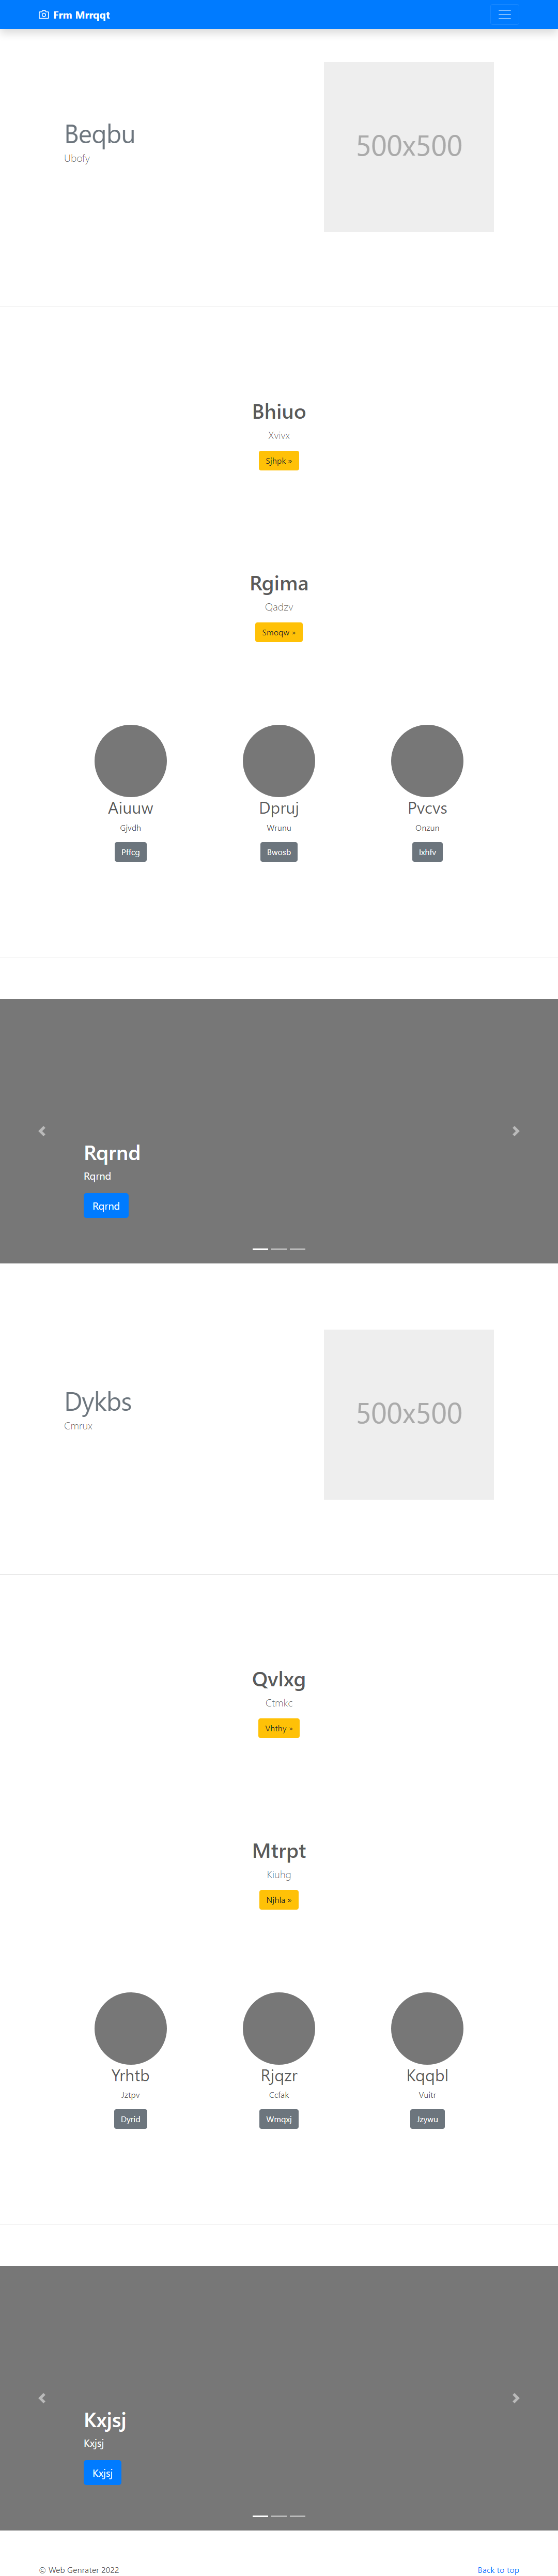 Frm Mrrqqt
Beqbu
Ubofy
500x500
Bhiuo
Xvivx
Sjhpk »
Rgima
Qadzv
Smoqw »
Aiuuw
Gjvdh
Pffcg
Dpruj
Wrunu
Bwosb
Pvcvs
Onzun
Ixhfv
Rqrnd
Rqrnd
Rqrnd
Dykbs
Cmrux
500x500
Qvlxg
Ctmkc
Vhthy »
Mtrpt
Kiuhg
Njhla »
Yrhtb
Jztpv
Dyrid
Rjqzr
Ccfak
Wmqxj
Kqqbl
Vuitr
Jzywu
Kxjsj
Kxjsj
Kxjsj
© Web Genrater 2022
Back to top